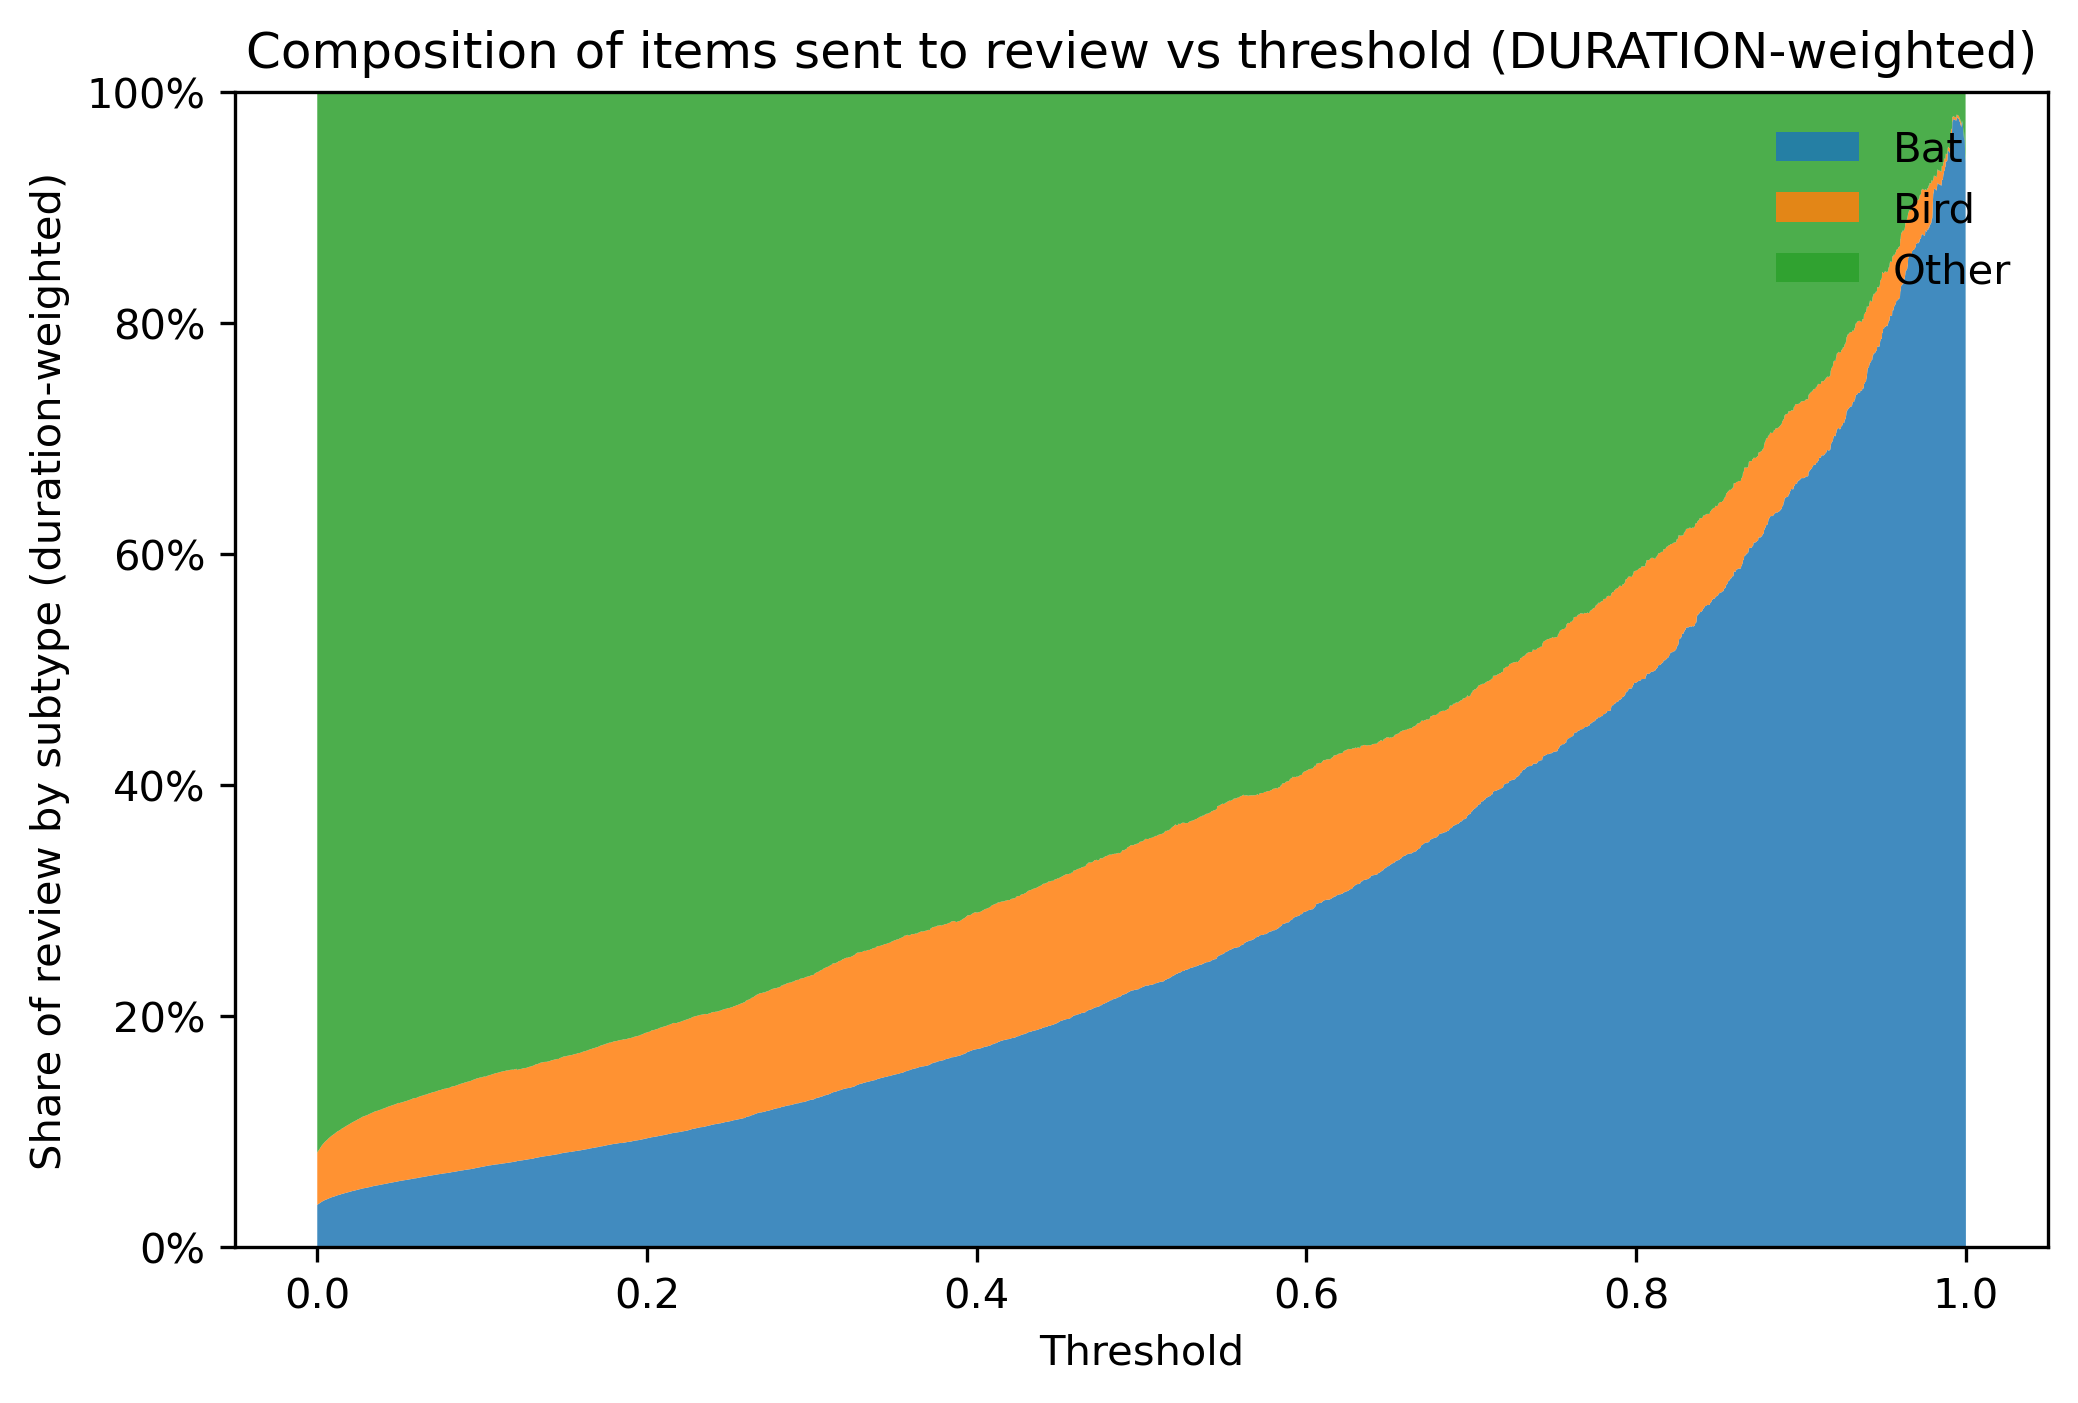 Composition of items sent to review vs threshold (DURATION-weighted)
Share of review by subtype (duration-weighted)
100%
80%
60%
40%
20%
0%
Bat
Bird
Other
0.0 0.2 0.4 0.6 0.8 1.0
Threshold